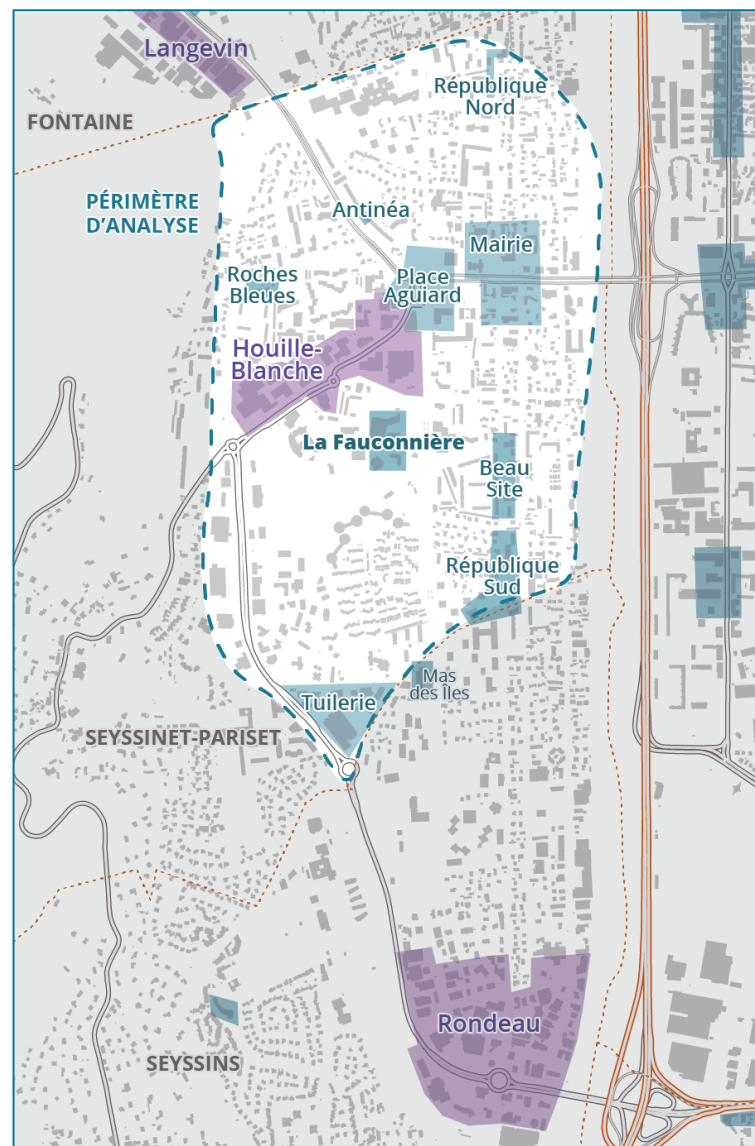 Langevin
République
Nord
FONTAINE
PÉRIMÈTRE
D'ANALYSE
Antinéa
Mairie
Roches
Bleues
Place
Aguiard
Houille-
Blanche
La Fauconnière
Beau
Site
République
Sud
Mas
des Îles
Tuilerie
SEYSSINET-PARISET
Rondeau
SEYSSINS